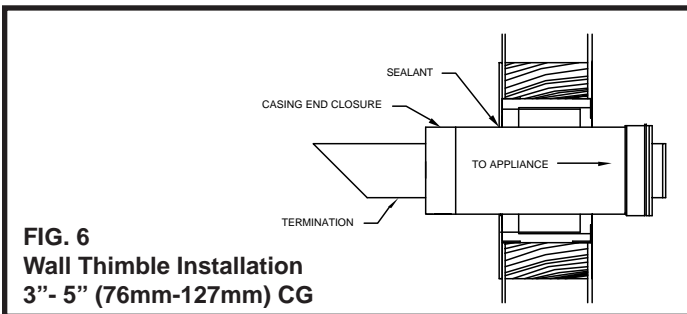 SEALANT
CASING END CLOSURE
TO APPLIANCE
TERMINATION
FIG. 6
Wall Thimble Installation
3”- 5” (76mm-127mm) CG